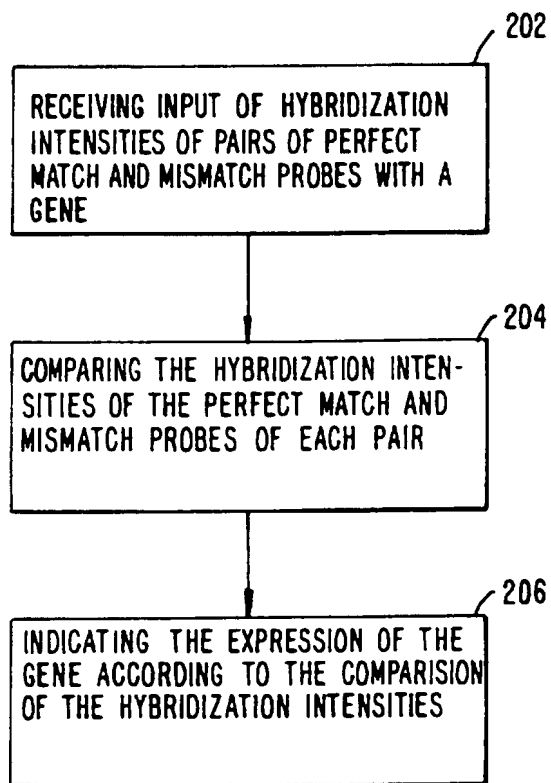 202
RECEIVING INPUT OF HYBRIDIZATION
INTENSITIES OF PAIRS OF PERFECT
MATCH AND MISMATCH PROBES WITH A
GENE
204
COMPARING THE HYBRIDIZATION INTEN-
SITIES OF THE PERFECT MATCH AND
MISMATCH PROBES OF EACH PAIR
206
INDICATING THE EXPRESSION OF THE
GENE ACCORDING TO THE COMPARISION
OF THE HYBRIDIZATION INTENSITIES